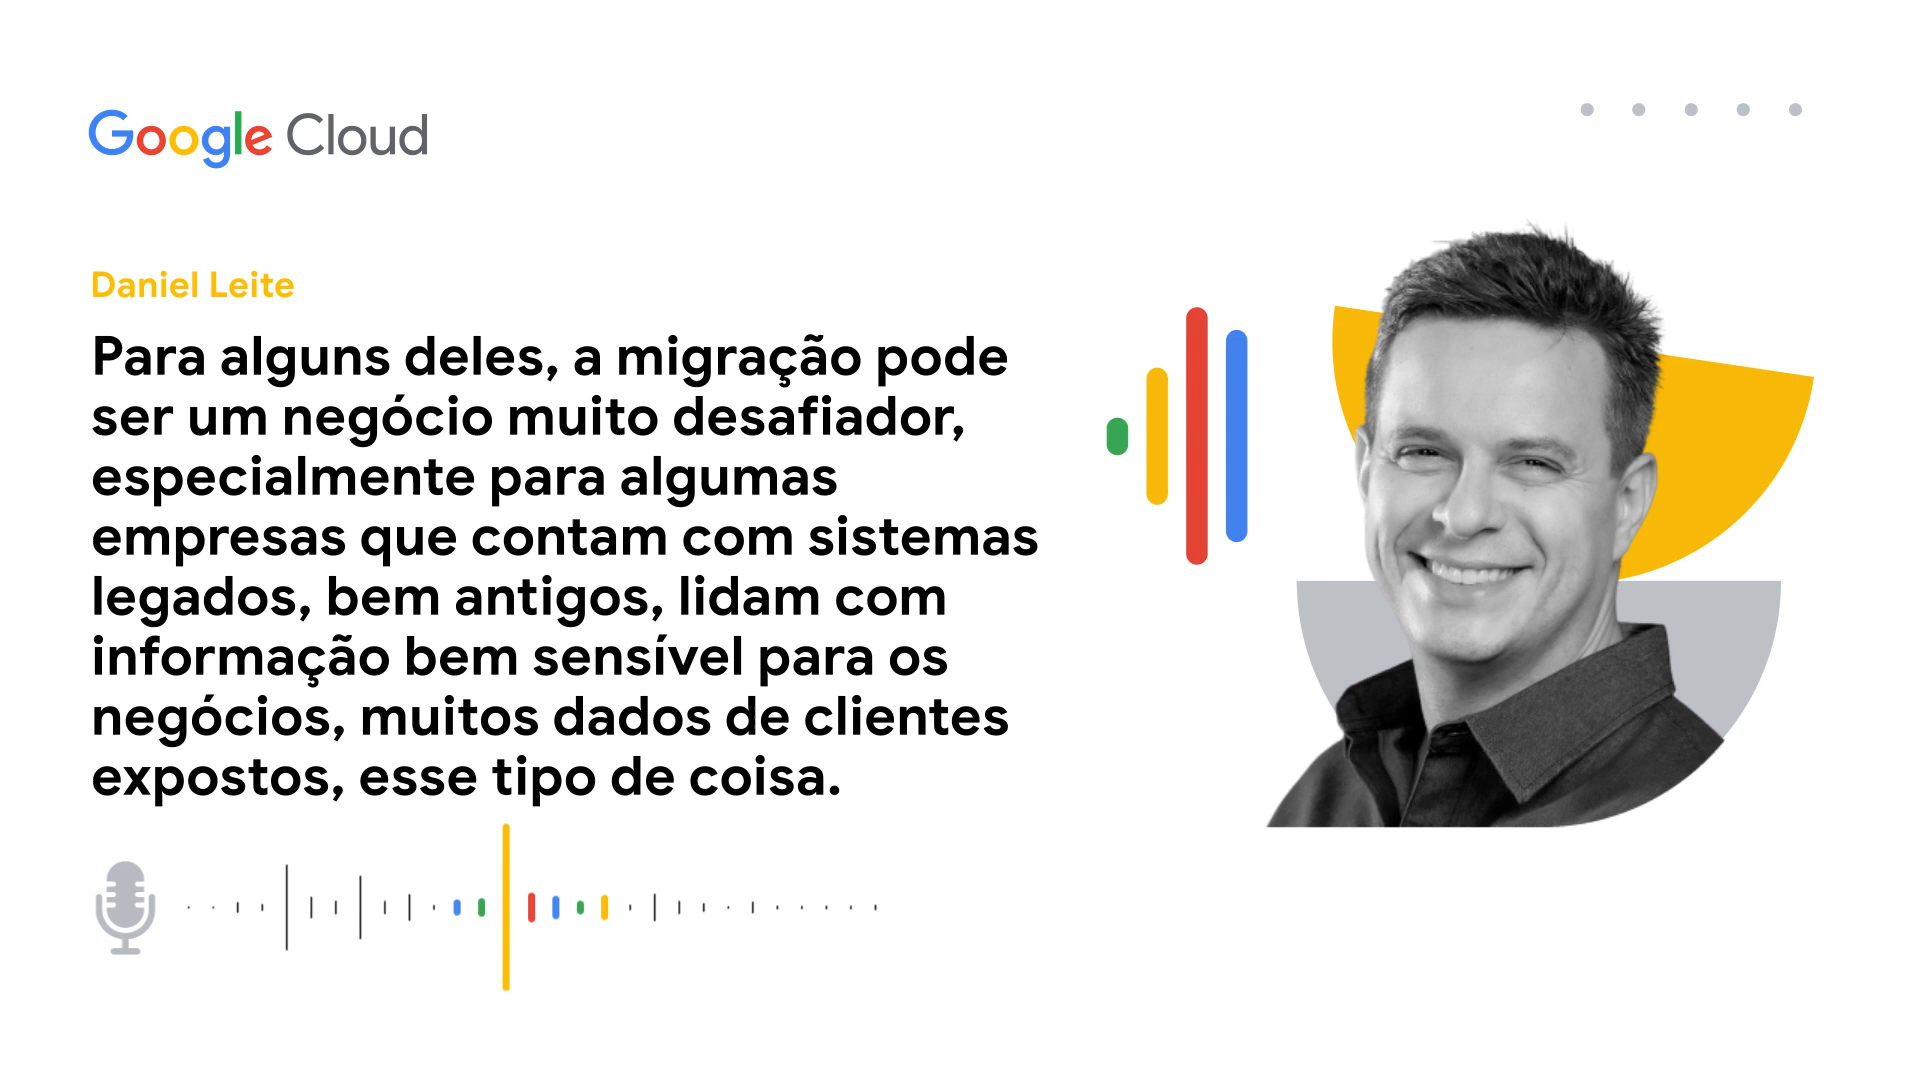 Google Cloud
Daniel Leite
Para alguns deles, a migração pode
ser um negócio muito desafiador,
especialmente para algumas
empresas que contam com sistemas
legados, bem antigos, lidam com
informação bem sensível para os
negócios, muitos dados de clientes
expostos, esse tipo de coisa.